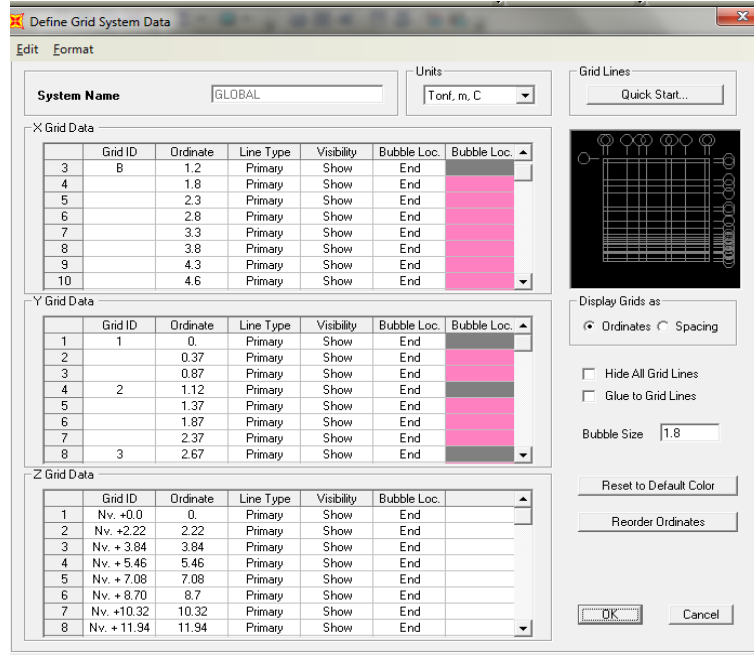 Define Grid System Data
Edit Format
System Name GLOBAL
Units
Tonf, m, C
Grid Lines
Quick Start...
X Grid Data
Grid ID Ordinate Line Type Visibility Bubble Loc. Bubble Loc.
3 B 1.2 Primary Show End
4 1.8 Primary Show End
5 2.3 Primary Show End
6 2.8 Primary Show End
7 3.3 Primary Show End
8 3.8 Primary Show End
9 4.3 Primary Show End
10 4.6 Primary Show End
Y Grid Data
Grid ID Ordinate Line Type Visibility Bubble Loc. Bubble Loc.
1 1 0. Primary Show End
2 0.37 Primary Show End
3 0.87 Primary Show End
4 2 1.12 Primary Show End
5 1.37 Primary Show End
6 1.87 Primary Show End
7 2.37 Primary Show End
8 3 2.67 Primary Show End
Z Grid Data
Grid ID Ordinate Line Type Visibility Bubble Loc.
1 Nv. +0.0 0. Primary Show End
2 Nv. +2.22 2.22 Primary Show End
3 Nv. + 3.84 3.84 Primary Show End
4 Nv. + 5.46 5.46 Primary Show End
5 Nv. + 7.08 7.08 Primary Show End
6 Nv. + 8.70 8.7 Primary Show End
7 Nv. +10.32 10.32 Primary Show End
8 Nv. + 11.94 11.94 Primary Show End
Display Grids as
Ordinates Spacing
Hide All Grid Lines
Glue to Grid Lines
Bubble Size 1.8
Reset to Default Color
Reorder Ordinates
OK Cancel